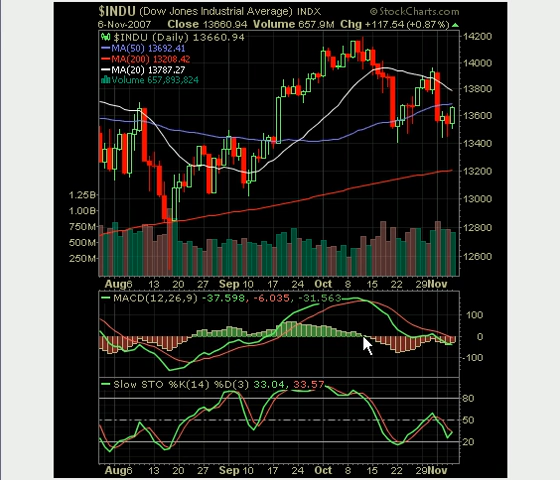 $INDU (Dow Jones Industrial Average) INDX © StockCharts.com
6-Nov-2007 Close 13660.94 Volume 657.9M Chg +117.54 (+0.87%)
$INDU (Daily) 13660.94
MA(50) 13692.41
MA(200) 13208.42
MA(20) 13787.27
Volume 657,893,824
14200
14000
13800
13600
13400
13200
13000
12800
12600
1.25B
1.00B
750M
500M
250M
Aug6 13 20 27 Sep 10 17 24 Oct 8 15 22 29 Nov
MACD(12,26,9) -37.598, -6.035, -31.563
100
0
-100
Slow STO %K(14) %D(3) 33.04, 33.57
80
50
20
Aug6 13 20 27 Sep 10 17 24 Oct 8 15 22 29 Nov